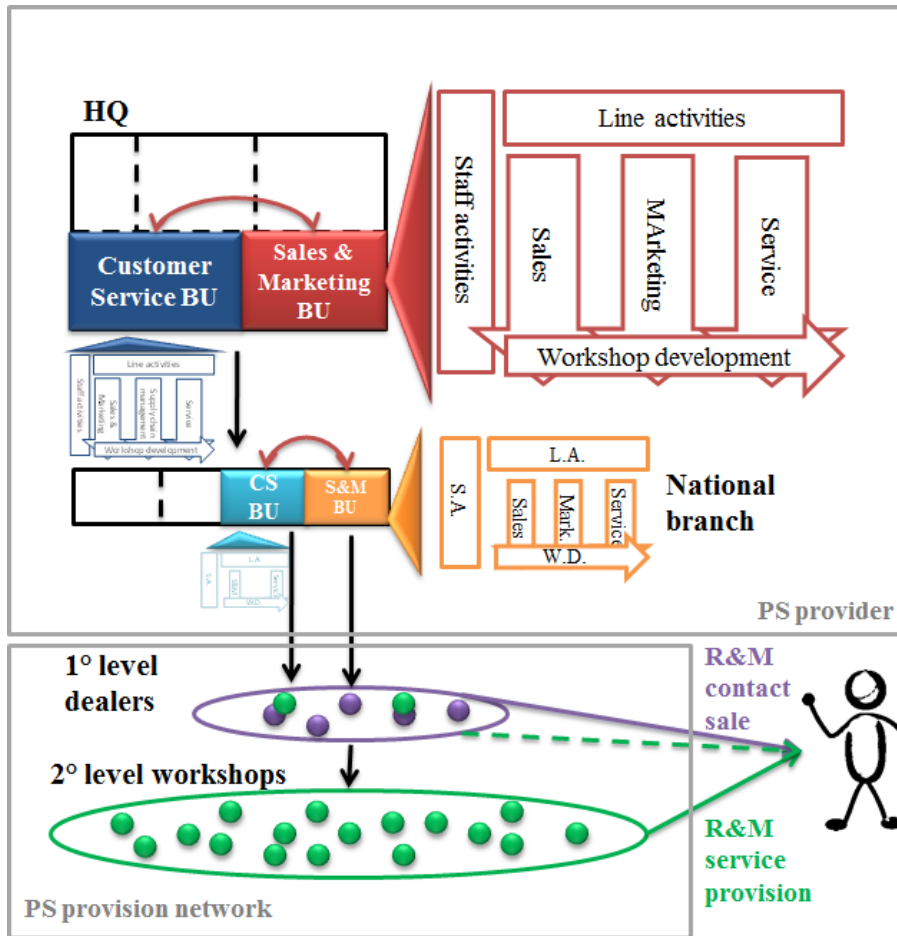 HQ
Customer
Service BU
Sales &
Marketing
BU
Staff activities
Line activities
Sales
MArketing
Service
Workshop development
Staff activities
Line activities
Sales &
Marketing
Supply chain
management
Service
Workshop development
CS
BU
S&M
BU
S.A.
L.A.
Sales
Mark.
Service
W.D.
National
branch
S.A.
L.A.
S&M
Service
W.D.
PS provider
1° level
dealers
2° level workshops
PS provision network
R&M
contact
sale
R&M
service
provision